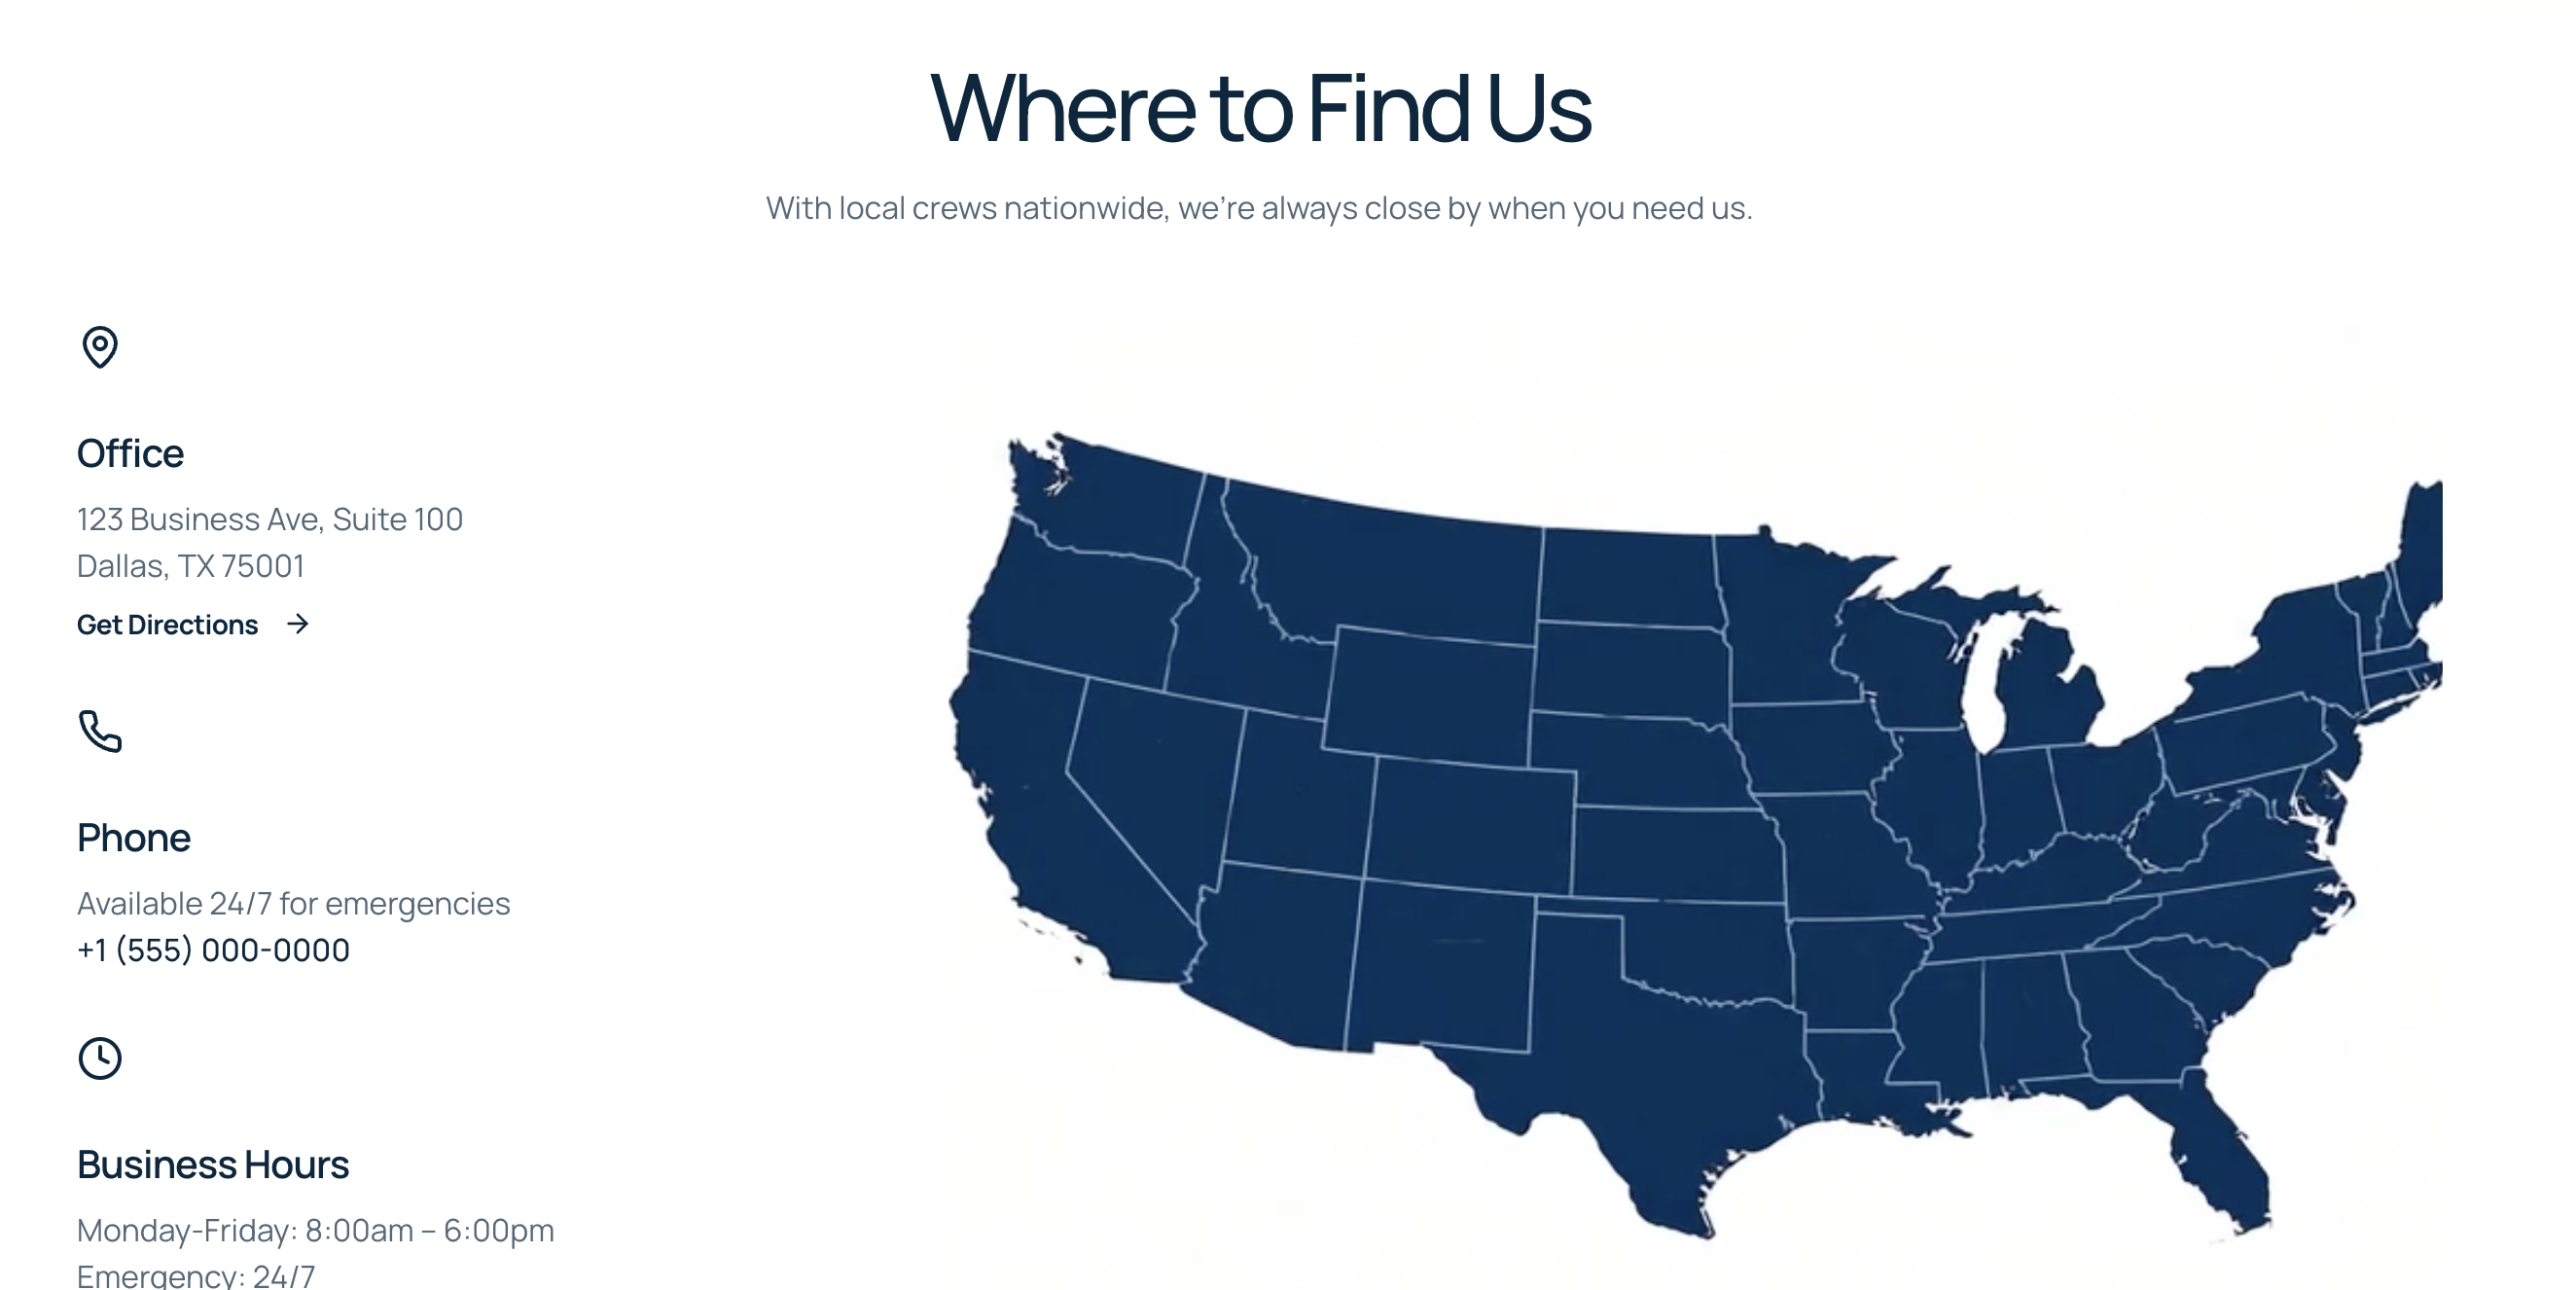 Where to Find Us
With local crews nationwide, we’re always close by when you need us.
Office
123 Business Ave, Suite 100
Dallas, TX 75001
Get Directions →
Phone
Available 24/7 for emergencies
+1 (555) 000-0000
Business Hours
Monday-Friday: 8:00am – 6:00pm
Emergency: 24/7